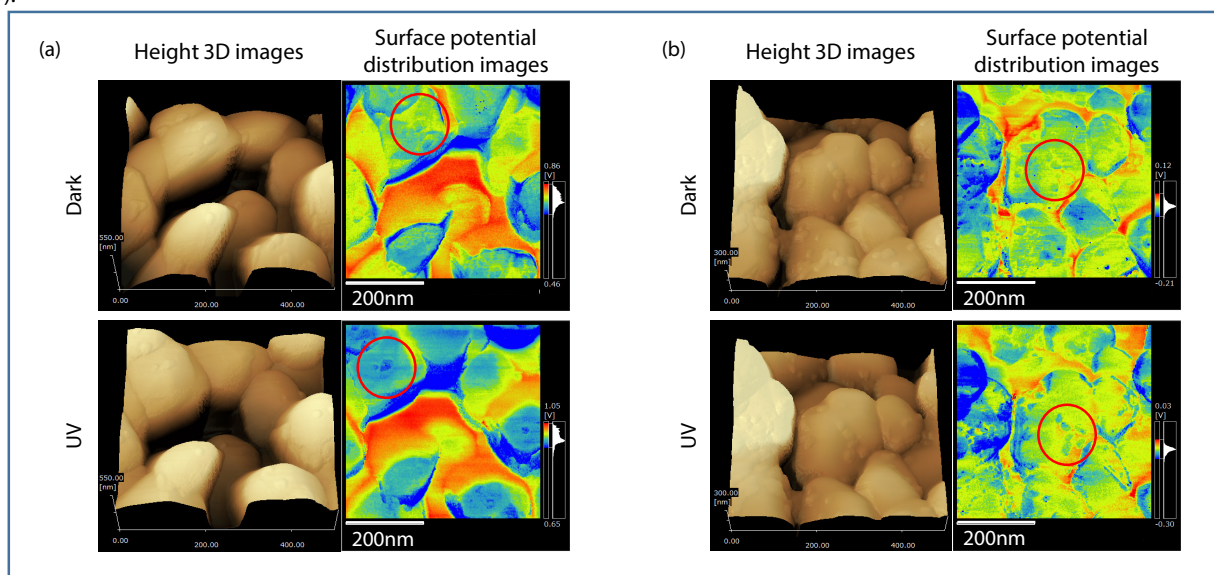 ).
(a)
Height 3D images
Surface potential
distribution images
(b)
Height 3D images
Surface potential
distribution images
Dark
550.00
[nm]
0.00
200.00
400.00
200nm
0.86
[V]
0.46
Dark
300.00
[nm]
0.00
200.00
400.00
200nm
0.12
[V]
-0.21
UV
550.00
[nm]
0.00
200.00
400.00
200nm
1.05
[V]
0.65
UV
300.00
[nm]
0.00
200.00
400.00
200nm
0.03
[V]
-0.30